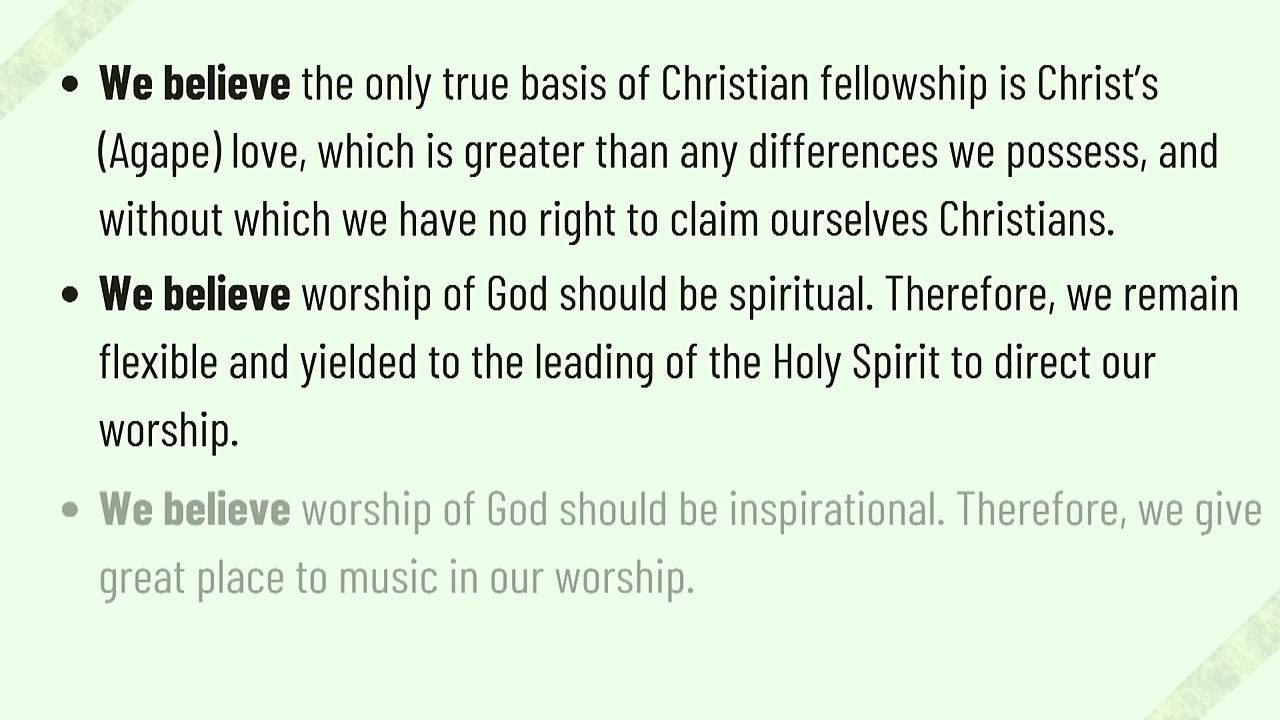 • We believe the only true basis of Christian fellowship is Christ’s
(Agape) love, which is greater than any differences we possess, and
without which we have no right to claim ourselves Christians.
• We believe worship of God should be spiritual. Therefore, we remain
flexible and yielded to the leading of the Holy Spirit to direct our
worship.
• We believe worship of God should be inspirational. Therefore, we give
great place to music in our worship.